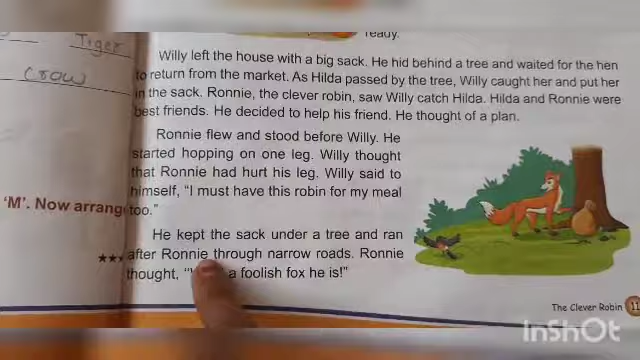 ready.
Tiger
Crow
Willy left the house with a big sack. He hid behind a tree and waited for the hen
to return from the market. As Hilda passed by the tree, Willy caught her and put her
in the sack. Ronnie, the clever robin, saw Willy catch Hilda. Hilda and Ronnie were
best friends. He decided to help his friend. He thought of a plan.
Ronnie flew and stood before Willy. He
started hopping on one leg. Willy thought
that Ronnie had hurt his leg. Willy said to
himself, “I must have this robin for my meal
too.”
'M'. Now arrang
He kept the sack under a tree and ran
after Ronnie through narrow roads. Ronnie
thought, “ a foolish fox he is!”
The Clever Robin 11
InShOt